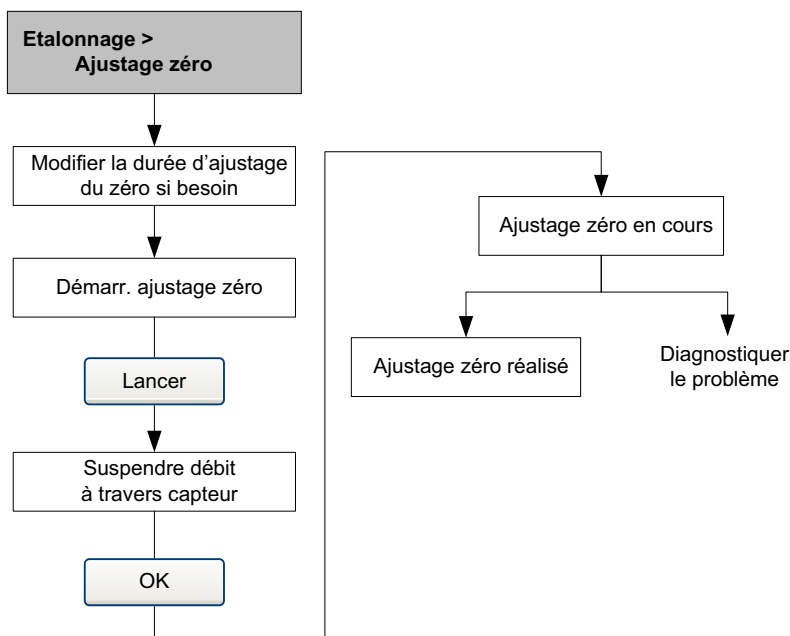 Etalonnage >
Ajustage zéro
Modifier la durée d’ajustage
du zéro si besoin
Démarr. ajustage zéro
Lancer
Suspendre débit
à travers capteur
OK
Ajustage zéro en cours
Ajustage zéro réalisé
Diagnostiquer
le problème